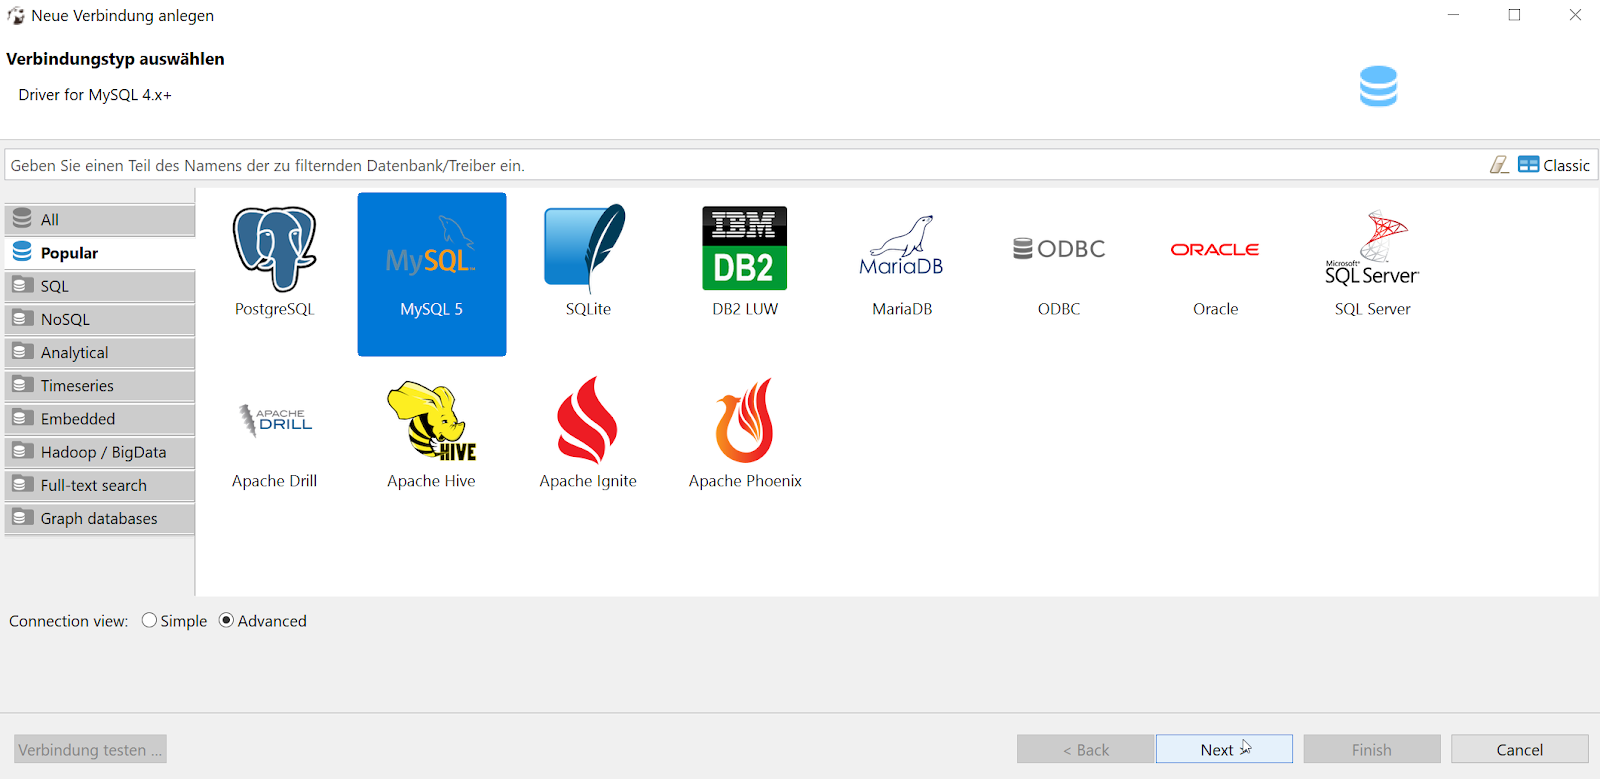 Neue Verbindung anlegen
Verbindungstyp auswählen
Driver for MySQL 4.x+
Geben Sie einen Teil des Namens der zu filternden Datenbank/Treiber ein.
Classic
All
Popular
SQL
NoSQL
Analytical
Timeseries
Embedded
Hadoop / BigData
Full-text search
Graph databases
PostgreSQL
MySQL™
MySQL 5
SQLite
IBM
DB2
DB2 LUW
MariaDB
MariaDB
ODBC
ODBC
ORACLE
Oracle
Microsoft®
SQL Server®
SQL Server
APACHE
DRILL
Apache Drill
HIVE
Apache Hive
Apache Ignite
Apache Phoenix
Connection view: Simple Advanced
Verbindung testen ...
< Back
Next >
Finish
Cancel